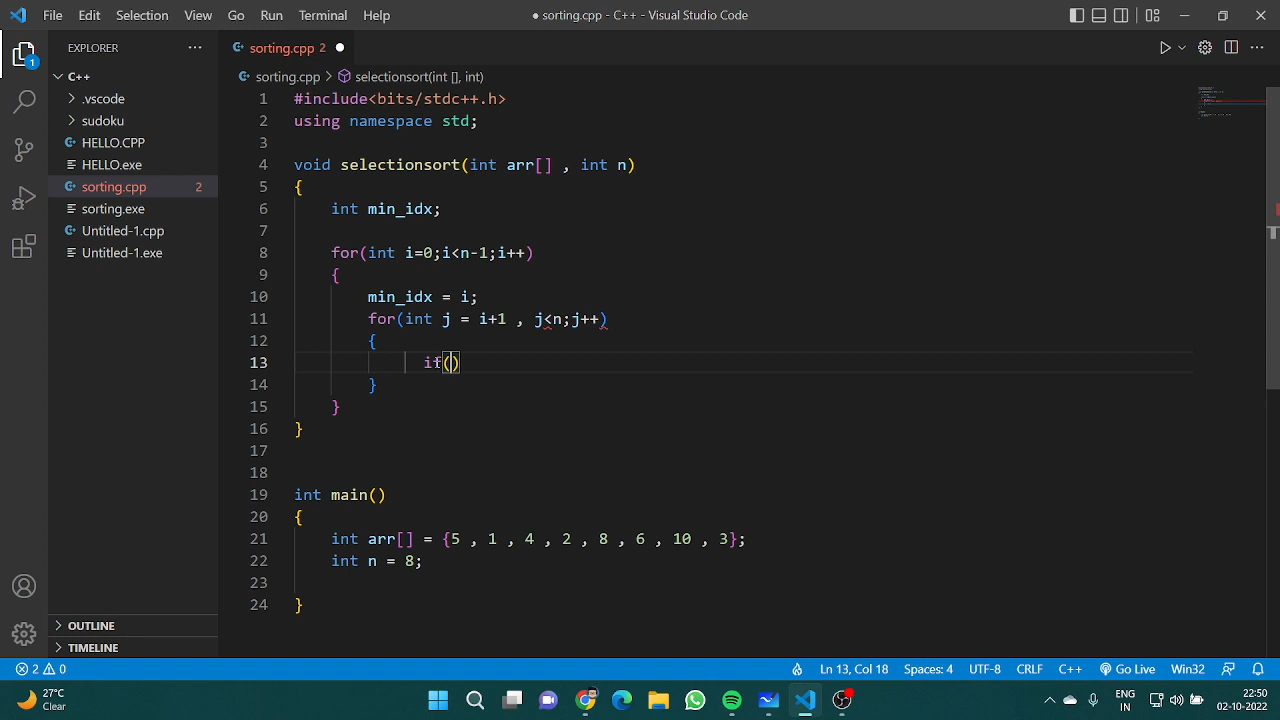 File Edit Selection View Go Run Terminal Help
● sorting.cpp - C++ - Visual Studio Code
EXPLORER
sorting.cpp 2
C++
sorting.cpp > selectionsort(int [], int)
.vscode
sudoku
HELLO.CPP
HELLO.exe
sorting.cpp 2
sorting.exe
Untitled-1.cpp
Untitled-1.exe
1 #include<bits/stdc++.h>
2 using namespace std;
3
4 void selectionsort(int arr[] , int n)
5 {
6 int min_idx;
7
8 for(int i=0;i<n-1;i++)
9 {
10 min_idx = i;
11 for(int j = i+1 , j<n;j++)
12 {
13 if()
14 }
15 }
16 }
17
18
19 int main()
20 {
21 int arr[] = {5 , 1 , 4 , 2 , 8 , 6 , 10 , 3};
22 int n = 8;
23
24 }
OUTLINE
TIMELINE
1
2 0
Ln 13, Col 18 Spaces: 4 UTF-8 CRLF C++ Go Live Win32
27°C
Clear
ENG
IN
22:50
02-10-2022